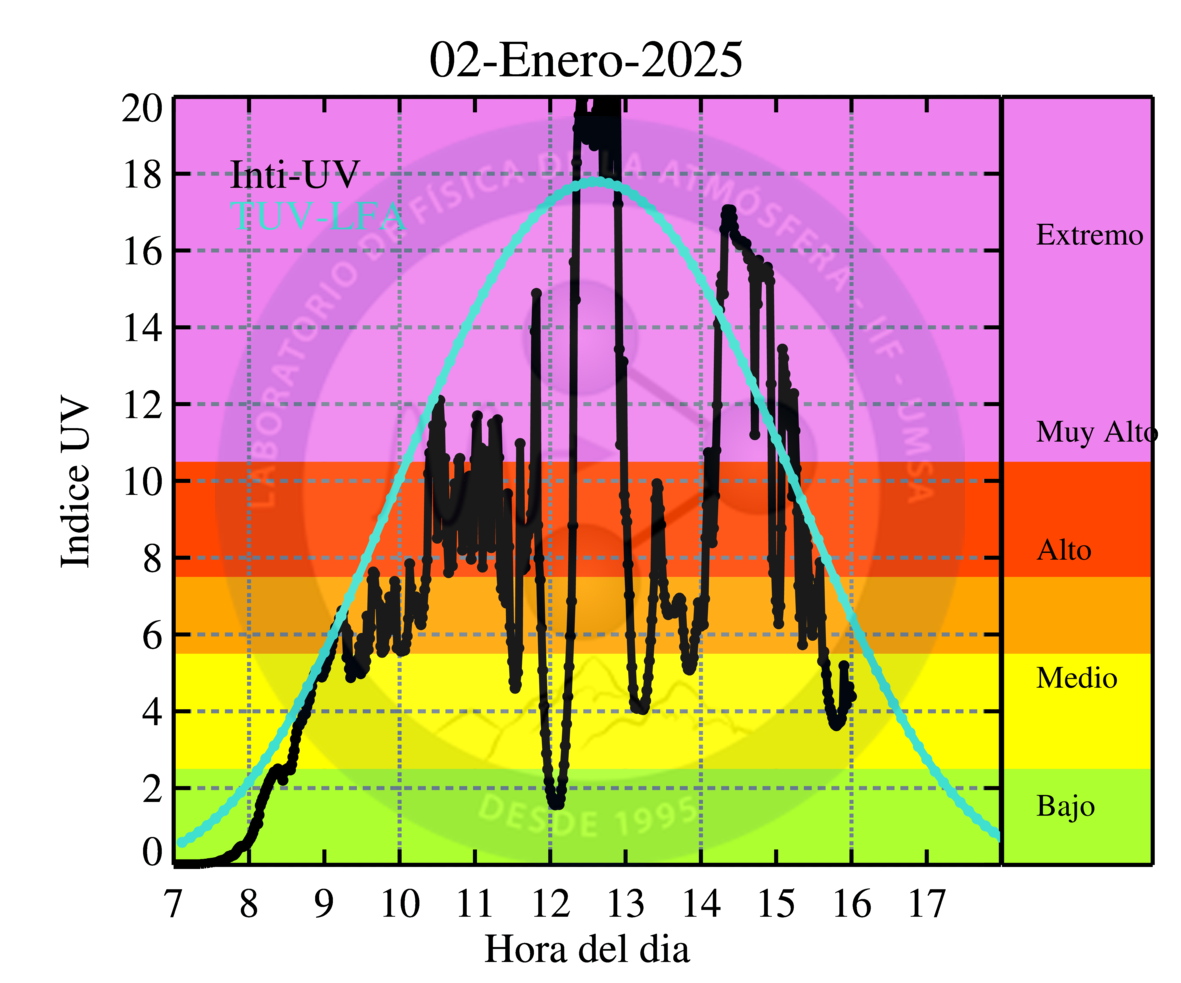 02-Enero-2025
20
18
16
14
12
10
8
6
4
2
0
Indice UV
Inti-UV
TUV-LFA
LABORATORIO DE FÍSICA DE LA ATMÓSFERA - IIF - UMSA
DESDE 1995
Extremo
Muy Alto
Alto
Medio
Bajo
7 8 9 10 11 12 13 14 15 16 17
Hora del dia